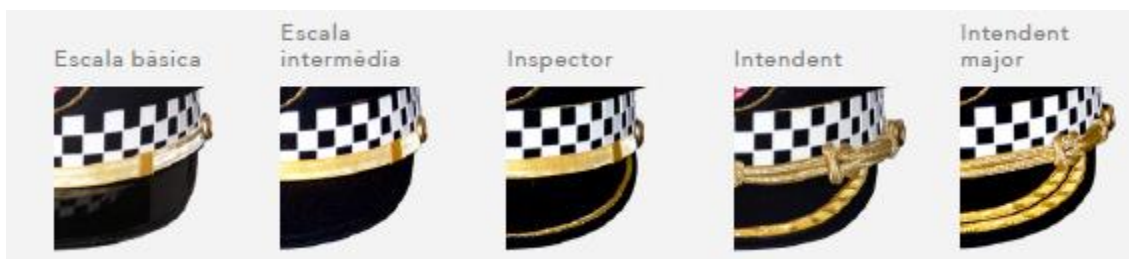 Escala bàsica
Escala
intermèdia
Inspector
Intendent
Intendent
major